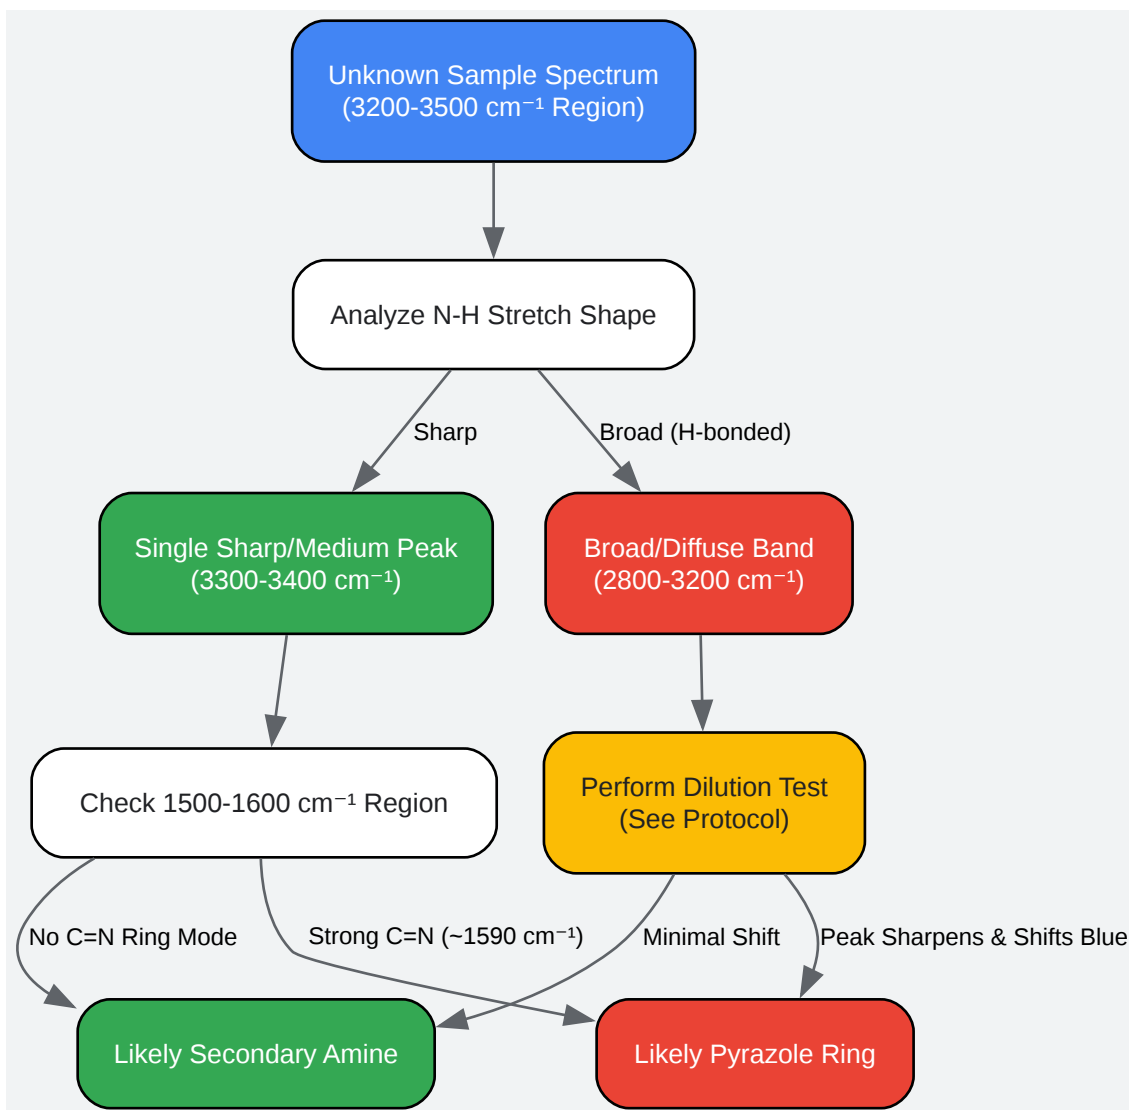 Unknown Sample Spectrum
(3200-3500 cm⁻¹ Region)
Analyze N-H Stretch Shape
Sharp
Broad (H-bonded)
Single Sharp/Medium Peak
(3300-3400 cm⁻¹)
Broad/Diffuse Band
(2800-3200 cm⁻¹)
Check 1500-1600 cm⁻¹ Region
Perform Dilution Test
(See Protocol)
No C=N Ring Mode
Strong C=N (~1590 cm⁻¹)
Minimal Shift
Peak Sharpens & Shifts Blue
Likely Secondary Amine
Likely Pyrazole Ring